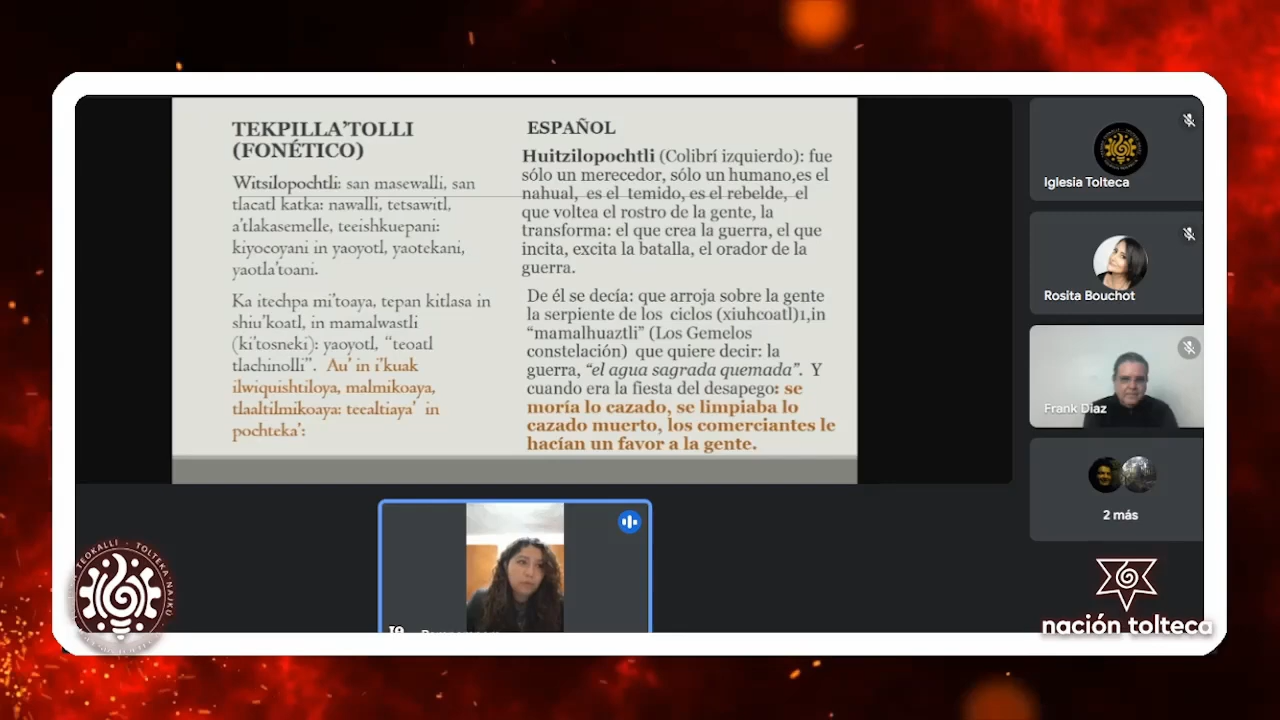 TEKPILLA’TOLLI
(FONÉTICO)
Witsilopochtli: san masewalli, san
tlacatl katka: nawalli, tetsawitl,
a’tlakasemelle, teeishkuepani:
kiyocoyani in yaoyotl, yaotekani,
yaotla’toani.
Ka itechpa mi’toaya, tepan kitlasa in
shiu’koatl, in mamalwastli
(ki’tosneki): yaoyotl, “teoatl
tlachinolli”. Au’ in i’kuak
ilwiquishtiloya, malmikoaya,
tlaaltilmikoaya: teealtiaya’ in
pochteka’:
ESPAÑOL
Huitzilopochtli (Colibrí izquierdo): fue
sólo un merecedor, sólo un humano,es el
nahual, es el temido, es el rebelde, el
que voltea el rostro de la gente, la
transforma: el que crea la guerra, el que
incita, excita la batalla, el orador de la
guerra.
De él se decía: que arroja sobre la gente
la serpiente de los ciclos (xiuhcoatl)1,in
“mamalhuaztli” (Los Gemelos
constelación) que quiere decir: la
guerra, “el agua sagrada quemada”. Y
cuando era la fiesta del desapego: se
moría lo cazado, se limpiaba lo
cazado muerto, los comerciantes le
hacían un favor a la gente.
Iglesia Tolteca
Rosita Bouchot
Frank Diaz
2 más
nación tolteca